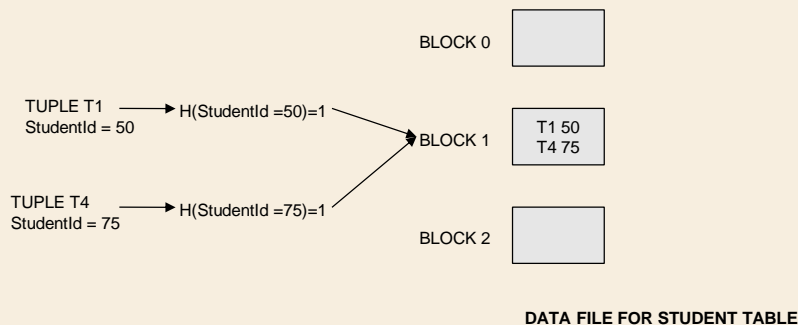 BLOCK 0
TUPLE T1
StudentId = 50
H(StudentId =50)=1
BLOCK 1
T1 50
T4 75
TUPLE T4
StudentId = 75
H(StudentId =75)=1
BLOCK 2
DATA FILE FOR STUDENT TABLE